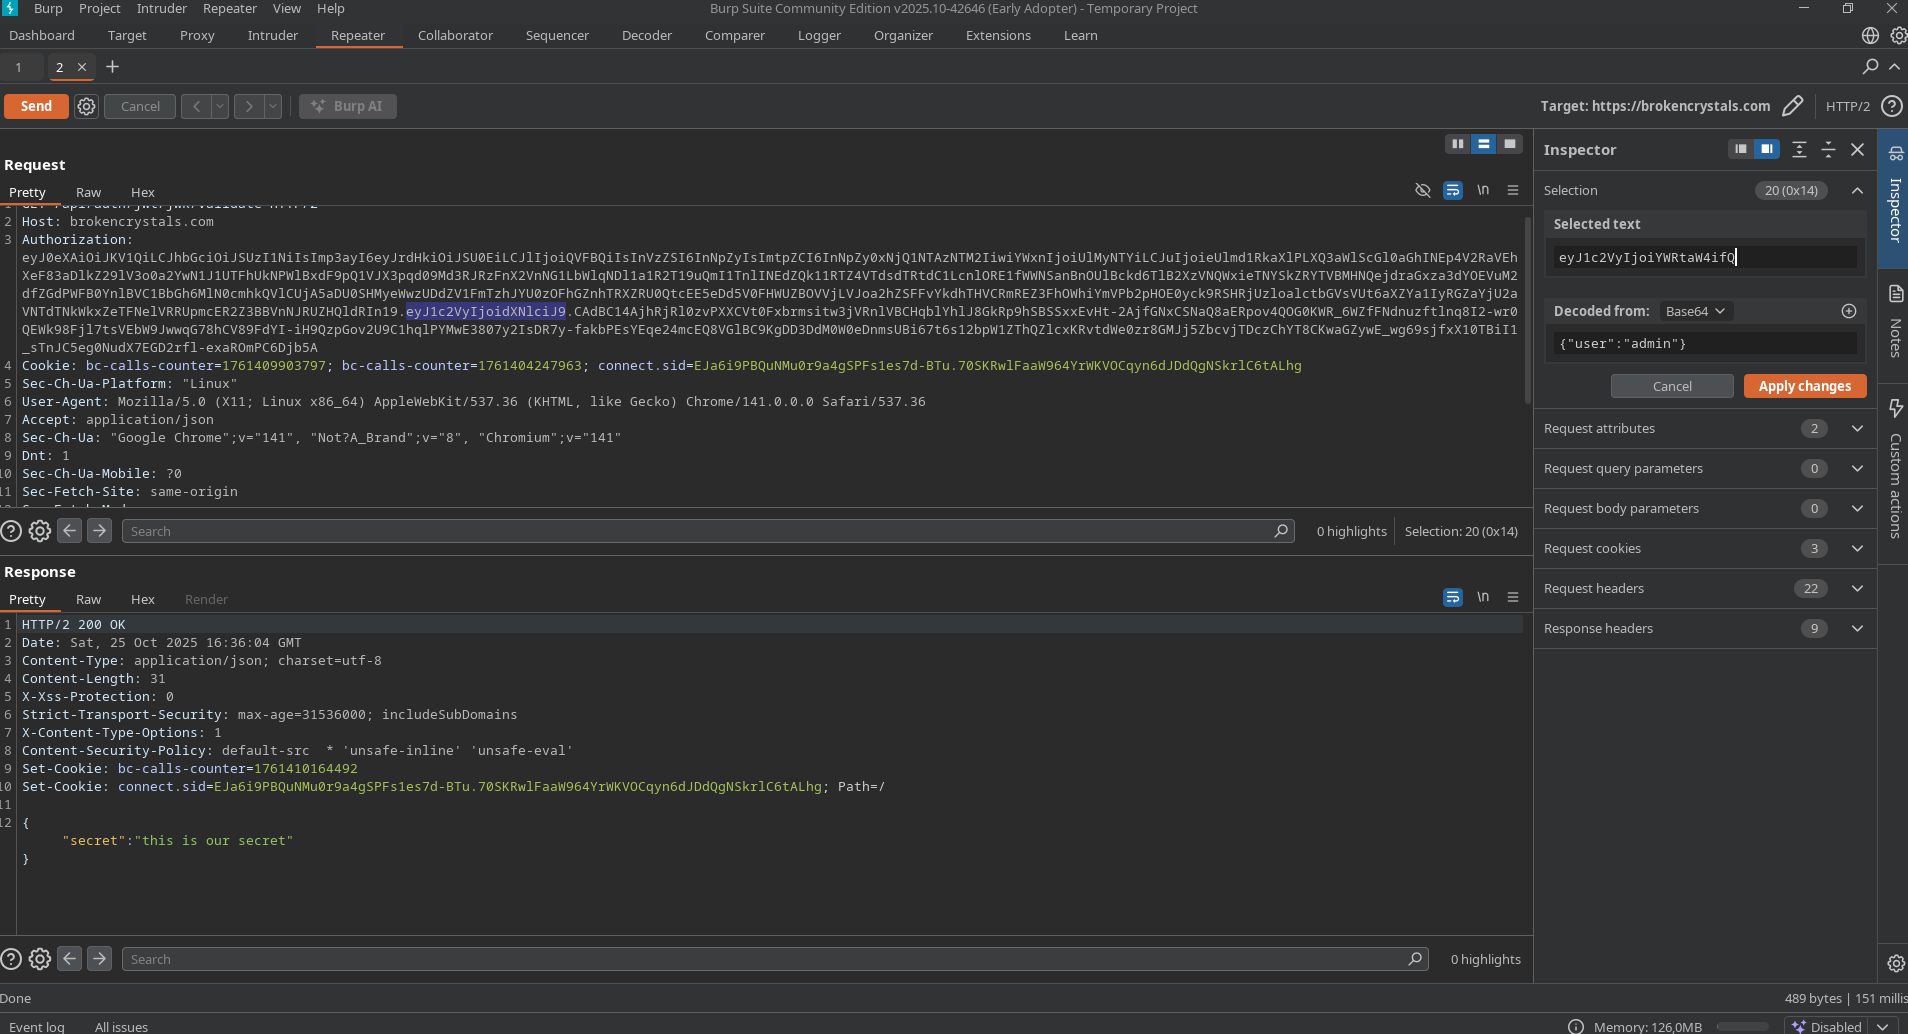 Burp Project Intruder Repeater View Help
Burp Suite Community Edition v2025.10-42646 (Early Adopter) - Temporary Project
Dashboard Target Proxy Intruder Repeater Collaborator Sequencer Decoder Comparer Logger Organizer Extensions Learn
1 2
Send Cancel Burp AI
Target: https://brokencrystals.com HTTP/2
Request
Pretty Raw Hex
\n
2 Host: brokencrystals.com
3 Authorization:
4 Cookie: bc-calls-counter=1761409903797; bc-calls-counter=1761404247963; connect.sid=EJa6i9PBQuNMu0r9a4gSPFs1es7d-BTu.70SKRwlFaaW964YrWKVOCqyn6dJDdQgNSkrlC6tALhg
5 Sec-Ch-Ua-Platform: "Linux"
6 User-Agent: Mozilla/5.0 (X11; Linux x86_64) AppleWebKit/537.36 (KHTML, like Gecko) Chrome/141.0.0.0 Safari/537.36
7 Accept: application/json
8 Sec-Ch-Ua: "Google Chrome";v="141", "Not?A_Brand";v="8", "Chromium";v="141"
9 Dnt: 1
10 Sec-Ch-Ua-Mobile: ?0
11 Sec-Fetch-Site: same-origin
Search
0 highlights
Selection: 20 (0x14)
Response
Pretty Raw Hex Render
\n
1 HTTP/2 200 OK
2 Date: Sat, 25 Oct 2025 16:36:04 GMT
3 Content-Type: application/json; charset=utf-8
4 Content-Length: 31
5 X-Xss-Protection: 0
6 Strict-Transport-Security: max-age=31536000; includeSubDomains
7 X-Content-Type-Options: 1
8 Content-Security-Policy: default-src  * 'unsafe-inline' 'unsafe-eval'
9 Set-Cookie: bc-calls-counter=1761410164492
10 Set-Cookie: connect.sid=EJa6i9PBQuNMu0r9a4gSPFs1es7d-BTu.70SKRwlFaaW964YrWKVOCqyn6dJDdQgNSkrlC6tALhg; Path=/
11
12 {
"secret":"this is our secret"
}
Search
0 highlights
Inspector
Selection 20 (0x14)
Selected text
eyJ1c2VyIjoiYWRtaW4ifQ
Decoded from: Base64
{"user":"admin"}
Cancel Apply changes
Request attributes 2
Request query parameters 0
Request body parameters 0
Request cookies 3
Request headers 22
Response headers 9
Inspector
Notes
Custom actions
Done
489 bytes | 151 millis
Event log All issues
Memory: 126,0MB
Disabled